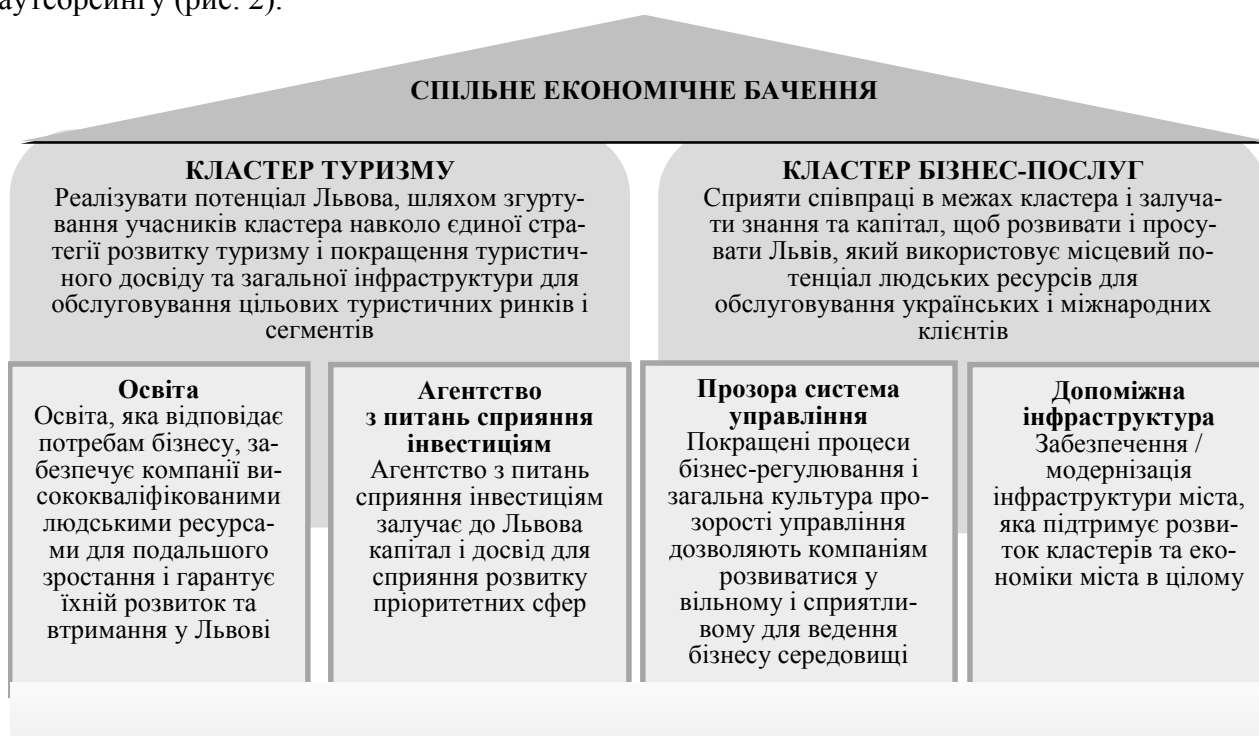 аутсорсингу (рис. 2).
СПІЛЬНЕ ЕКОНОМІЧНЕ БАЧЕННЯ
КЛАСТЕР ТУРИЗМУ
Реалізувати потенціал Львова, шляхом згурту-
вання учасників кластера навколо єдиної стра-
тегії розвитку туризму і покращення туристич-
ного досвіду та загальної інфраструктури для
обслуговування цільових туристичних ринків і
сегментів
КЛАСТЕР БІЗНЕС-ПОСЛУГ
Сприяти співпраці в межах кластера і залуча-
ти знання та капітал, щоб розвивати і просу-
вати Львів, який використовує місцевий по-
тенціал людських ресурсів для
обслуговування українських і міжнародних
клієнтів
Освіта
Освіта, яка відповідає
потребам бізнесу, за-
безпечує компанії ви-
сококваліфікованими
людськими ресурса-
ми для подальшого
зростання і гарантує
їхній розвиток та
втримання у Львові
Агентство
з питань сприяння
інвестиціям
Агентство з питань
сприяння інвестиціям
залучає до Львова
капітал і досвід для
сприяння розвитку
пріоритетних сфер
Прозора система
управління
Покращені процеси
бізнес-регулювання і
загальна культура про-
зорості управління
дозволяють компаніям
розвиватися у
вільному і сприятли-
вому для ведення
бізнесу середовищі
Допоміжна
інфраструктура
Забезпечення /
модернізація
інфраструктури міста,
яка підтримує розви-
ток кластерів та еко-
номіки міста в цілому